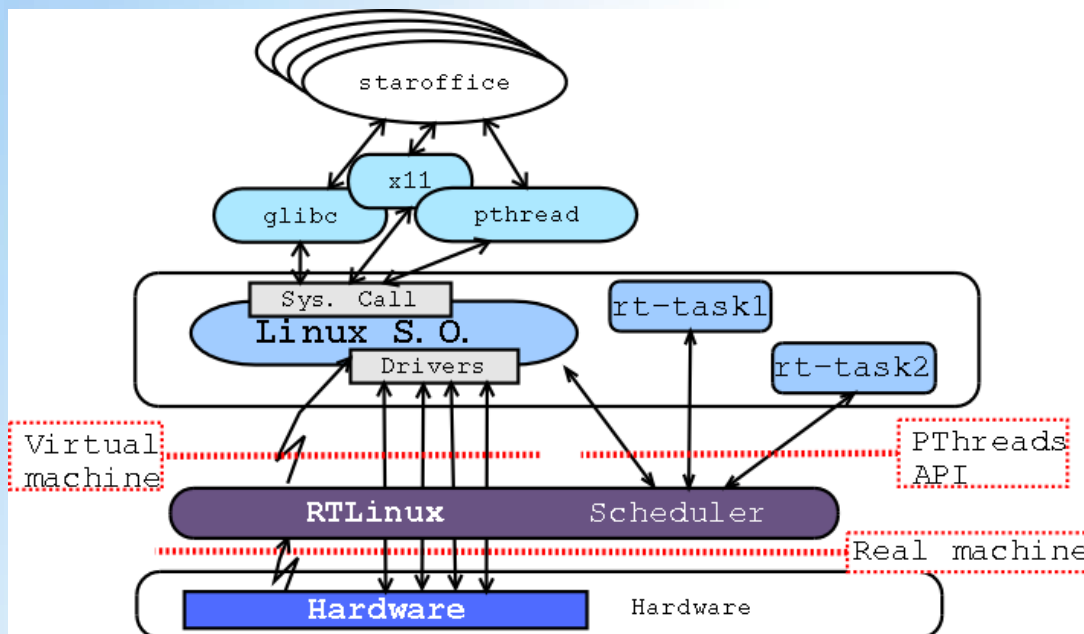 staroffice
x11
glibc
pthread
Sys. Call
Linux S.O.
Drivers
rt-task1
rt-task2
Virtual
machine
PThreads
API
RTLinux
Scheduler
Real machine
Hardware
Hardware